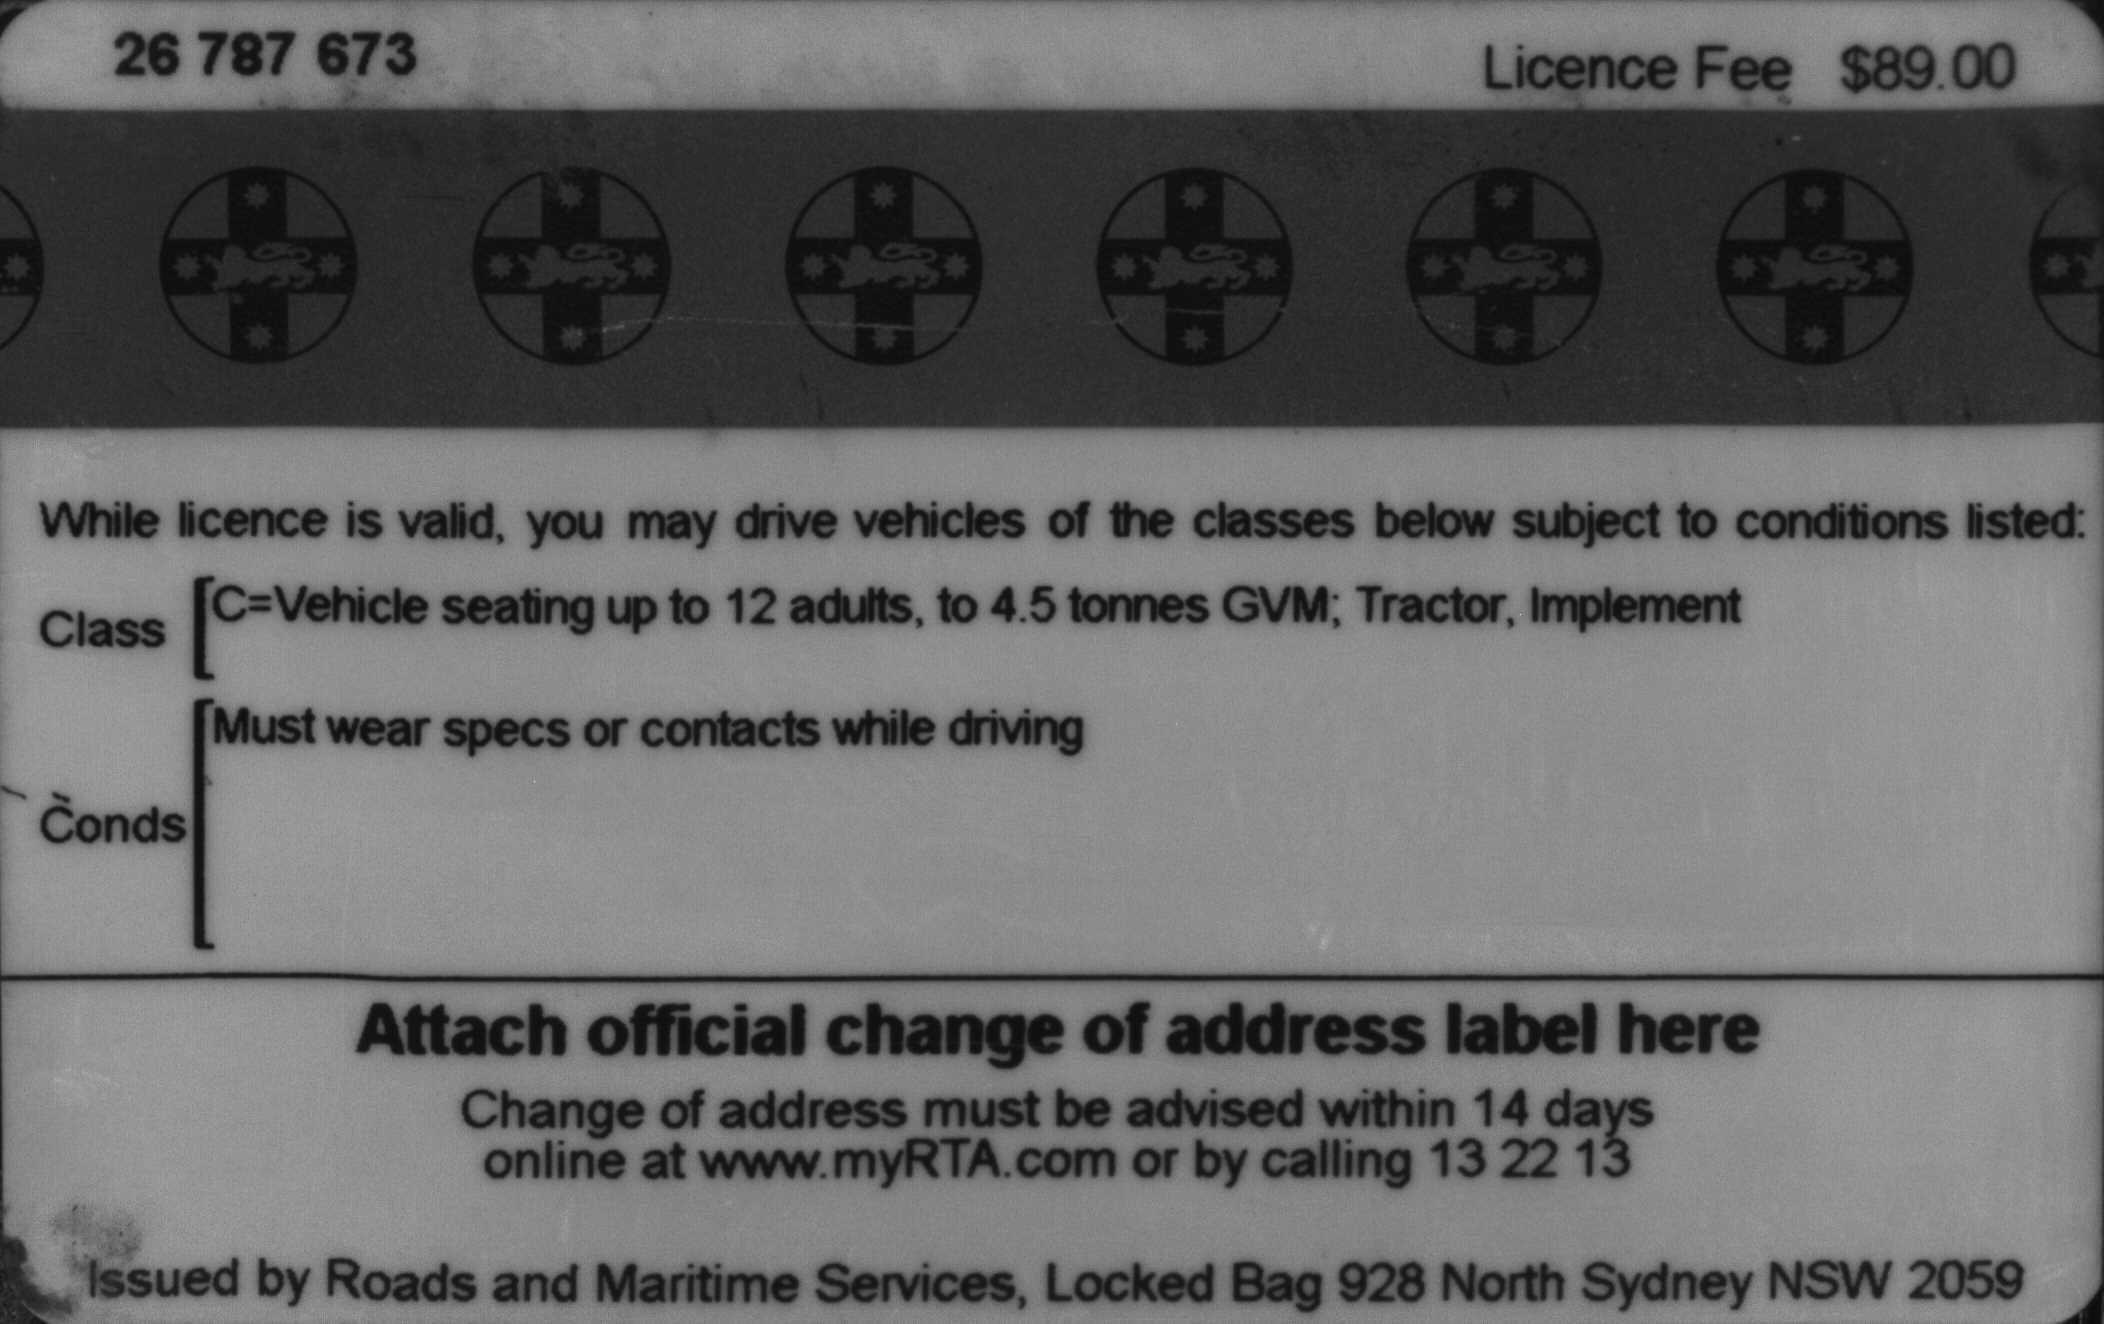 26 787 673
Licence Fee $89.00
While licence is valid, you may drive vehicles of the classes below subject to conditions listed:
Class
C=Vehicle seating up to 12 adults, to 4.5 tonnes GVM; Tractor, Implement
Must wear specs or contacts while driving
Conds
Attach official change of address label here
Change of address must be advised within 14 days
online at www.myRTA.com or by calling 13 22 13
Issued by Roads and Maritime Services, Locked Bag 928 North Sydney NSW 2059